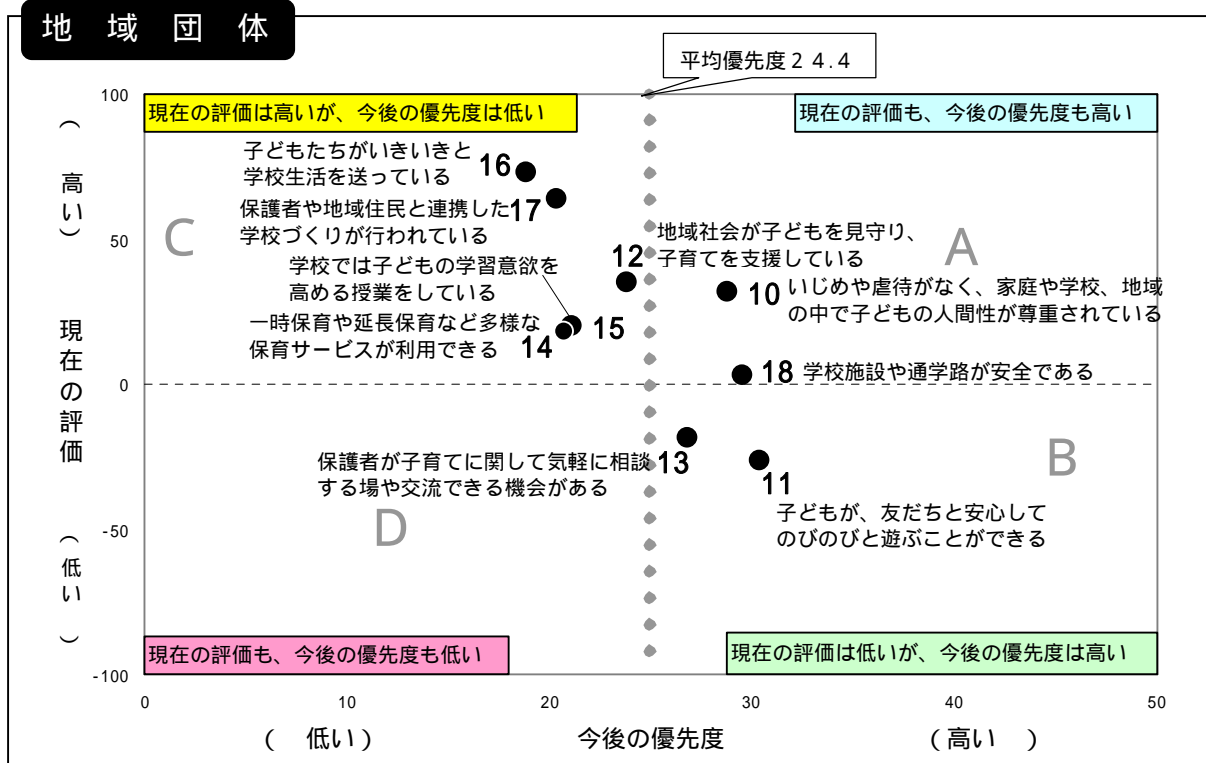 地 域 団 体
平均優先度２４.４
現在の評価は高いが、今後の優先度は低い
現在の評価も、今後の優先度も高い
100
50
0
-50
-100
（ 高い） 現在の評価 （低い ）
C
A
D
B
子どもたちがいきいきと
学校生活を送っている
16
保護者や地域住民と連携した
学校づくりが行われている
17
学校では子どもの学習意欲を
高める授業をしている
15
一時保育や延長保育など多様な
保育サービスが利用できる
14
12
地域社会が子どもを見守り、
子育てを支援している
10
いじめや虐待がなく、家庭や学校、地域
の中で子どもの人間性が尊重されている
18 学校施設や通学路が安全である
保護者が子育てに関して気軽に相談
する場や交流できる機会がある
13
11
子どもが、友だちと安心して
のびのびと遊ぶことができる
現在の評価も、今後の優先度も低い
現在の評価は低いが、今後の優先度は高い
0 10 20 30 40 50
（ 低い） 今後の優先度 （高い ）